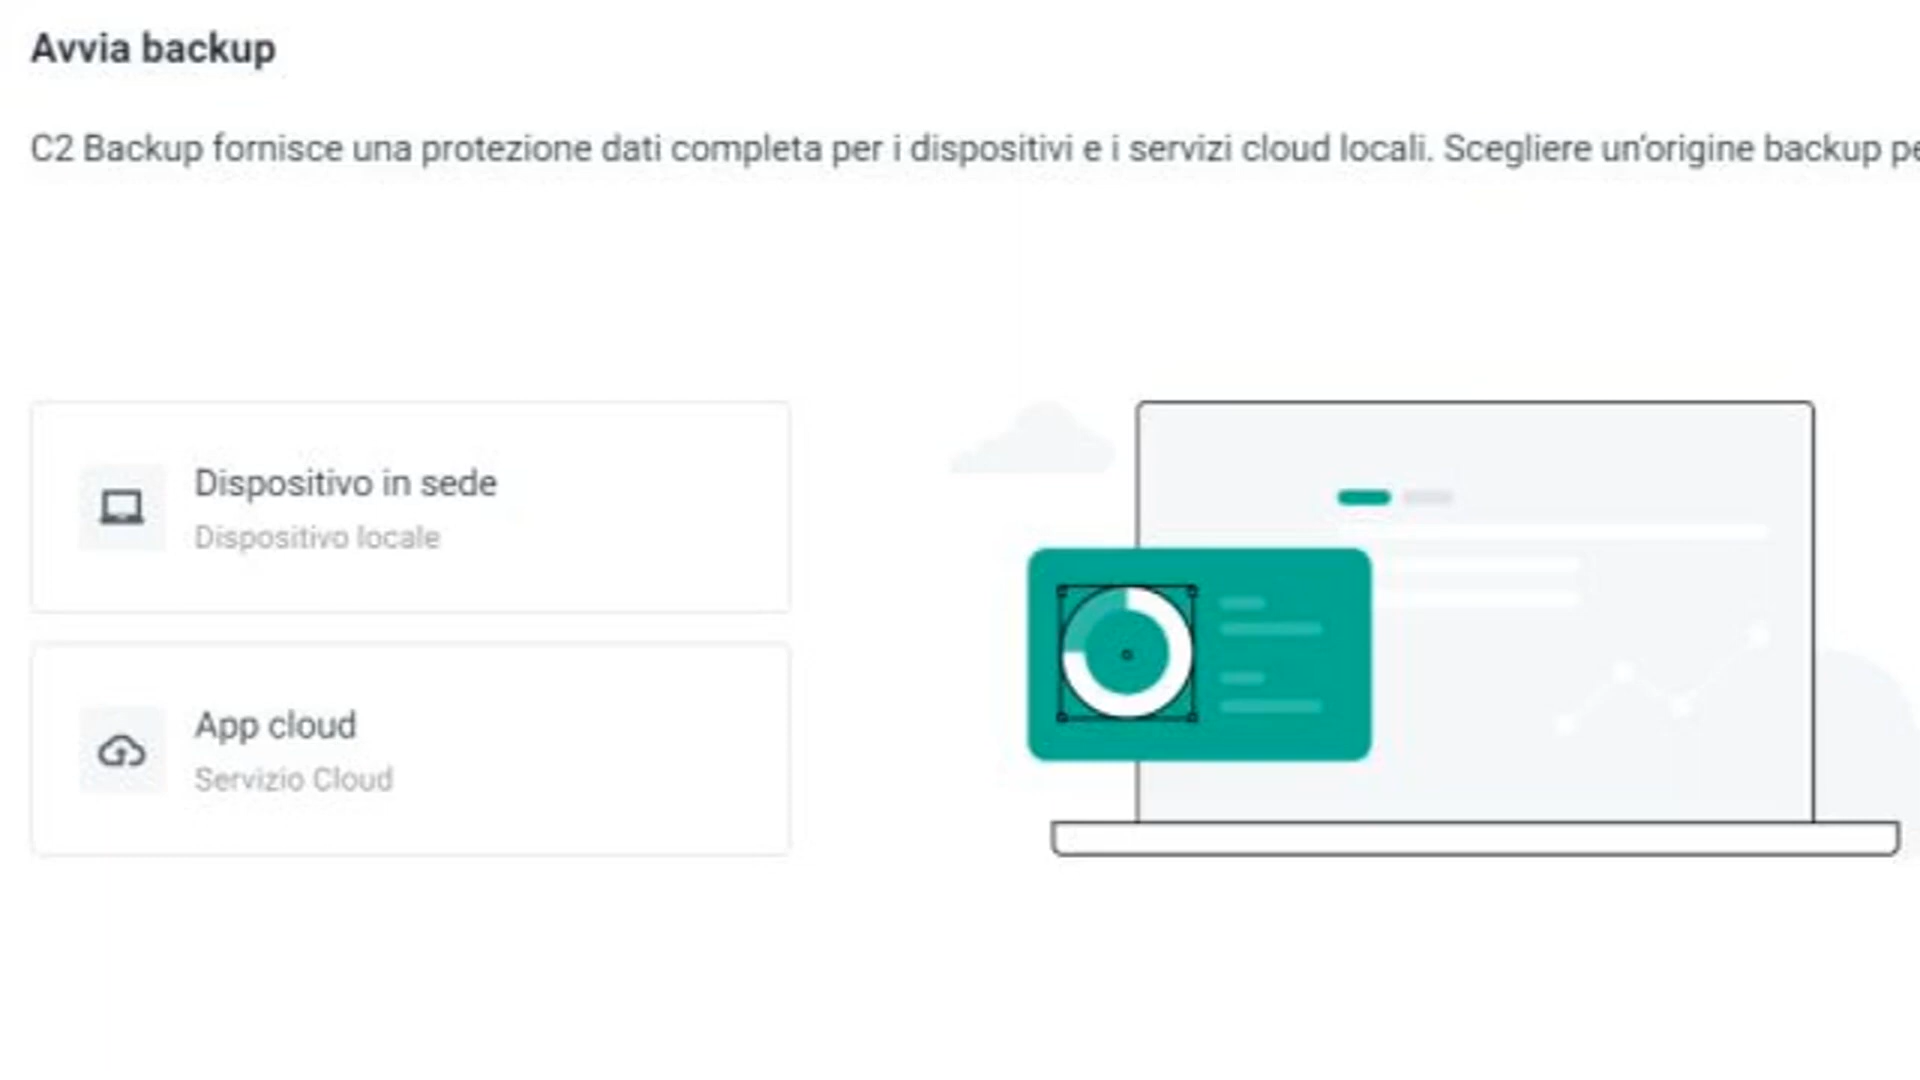 Avvia backup
C2 Backup fornisce una protezione dati completa per i dispositivi e i servizi cloud locali. Scegliere un'origine backup pe
Dispositivo in sede
Dispositivo locale
App cloud
Servizio Cloud